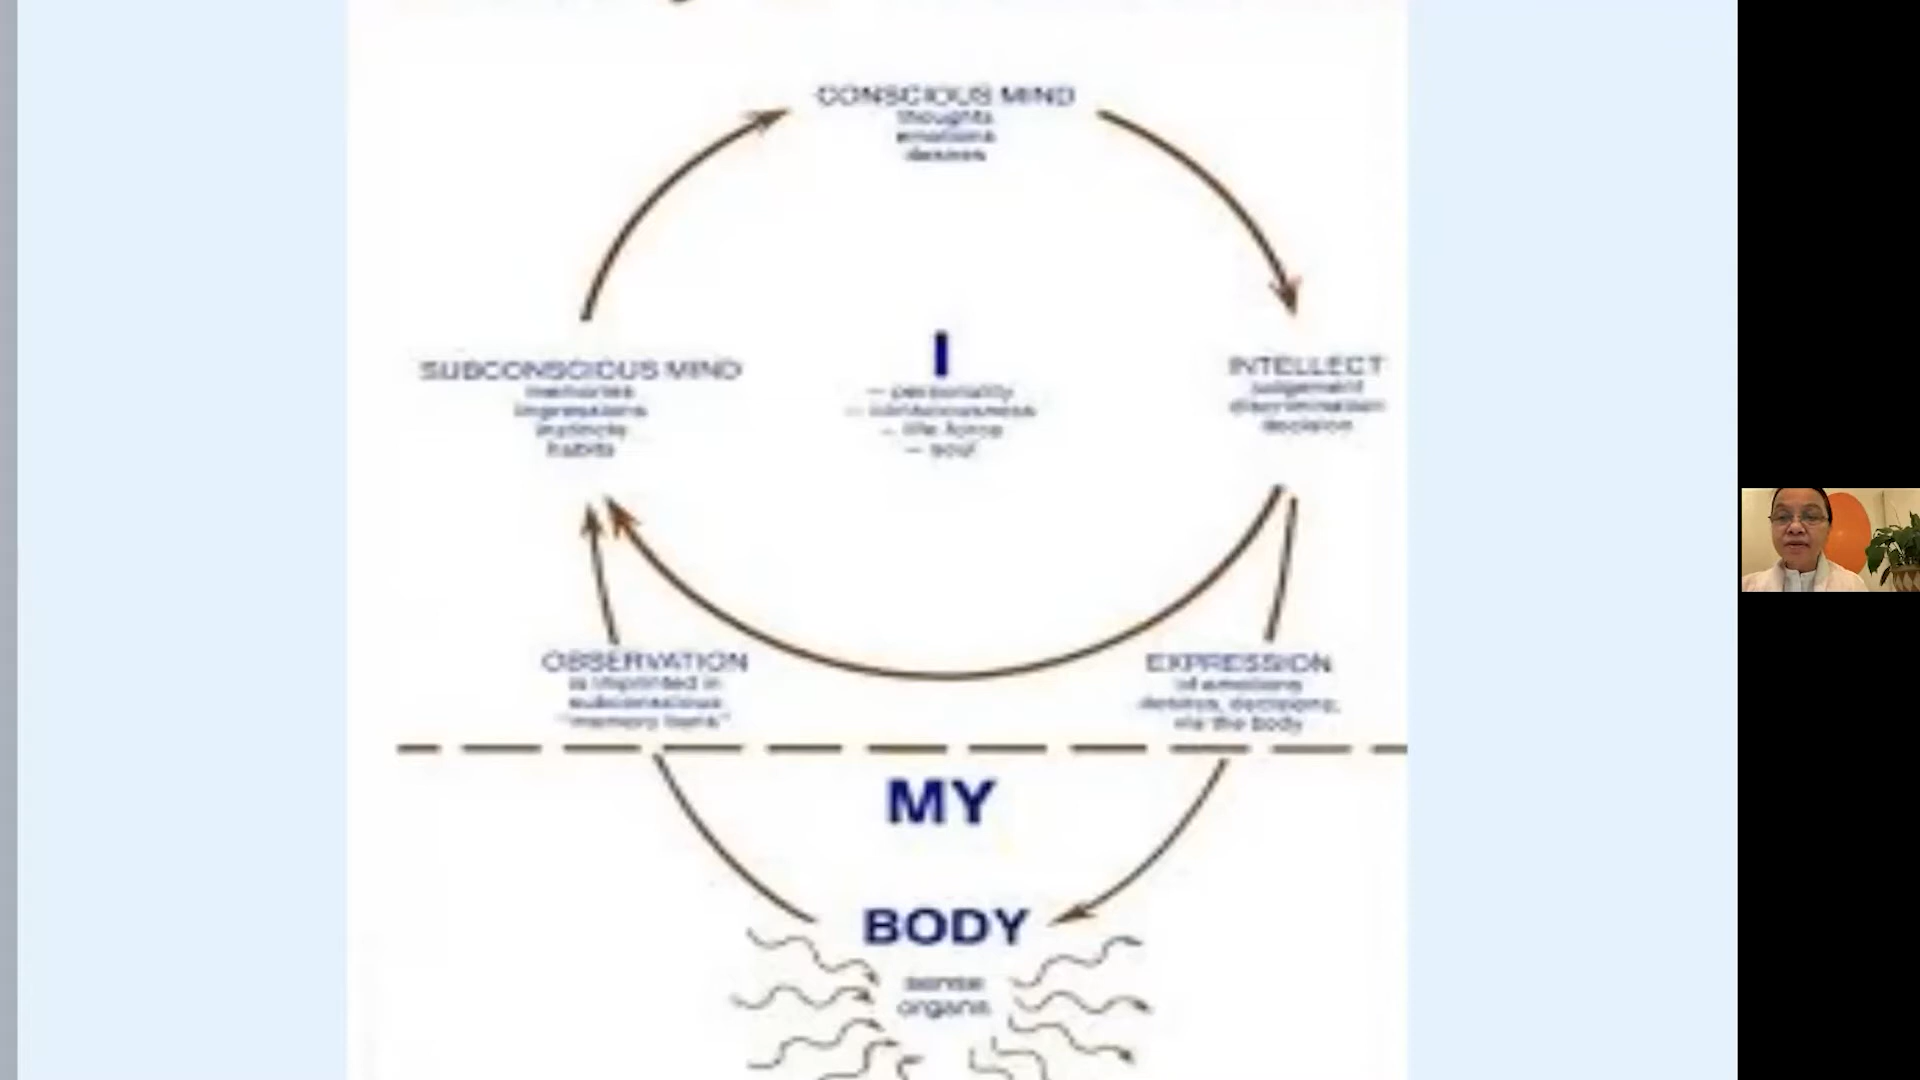 CONSCIOUS MIND
thoughts
emotions
desires
I
SUBCONSCIOUS MIND
memories
impressions
instincts
habits
– personality
– consciousness
– life force
– soul
INTELLECT
judgement
discrimination
decision
OBSERVATION
is imprinted in
subconscious
"memory bank"
EXPRESSION
of emotions
desires, decisions,
via the body
MY
BODY
sense
organs